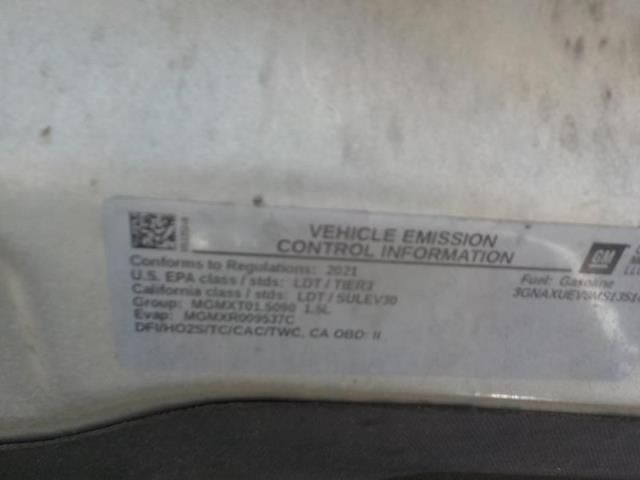 VEHICLE EMISSION
CONTROL INFORMATION
GM
Conforms to Regulations: 2021
U.S. EPA class / stds: LDT / TIER3
California class / stds: LDT / SULEV30
Group: MGMXT01.5090 1.5L
Evap: MGMXR009537C
DFI/HO2S/TC/CAC/TWC, CA OBD: II
Fuel: Gasoline